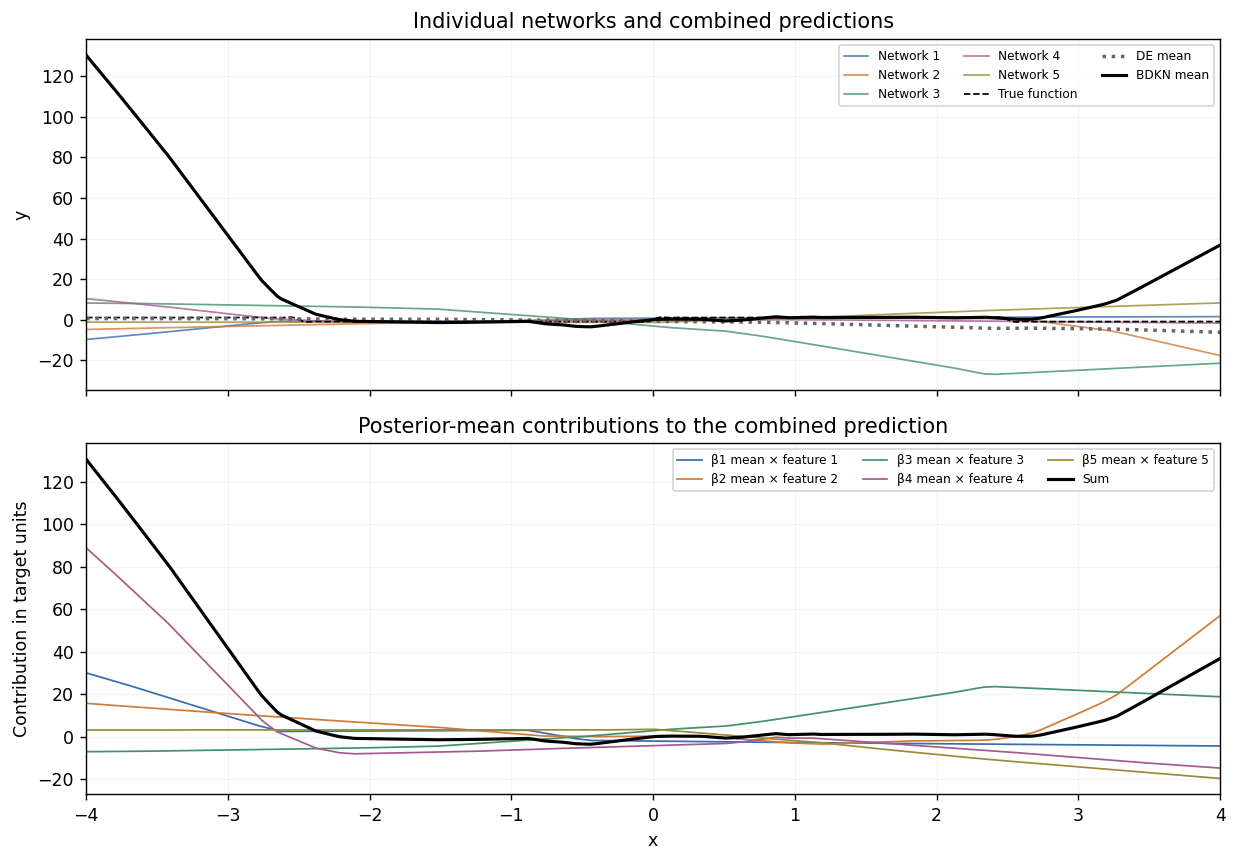 Individual networks and combined predictions
120
100
80
60
40
20
0
−20
y
Network 1 Network 4 DE mean
Network 2 Network 5 BDKN mean
Network 3 True function
Posterior-mean contributions to the combined prediction
120
100
80
60
40
20
0
−20
Contribution in target units
β1 mean × feature 1 β3 mean × feature 3 β5 mean × feature 5
β2 mean × feature 2 β4 mean × feature 4 Sum
−4 −3 −2 −1 0 1 2 3 4
x